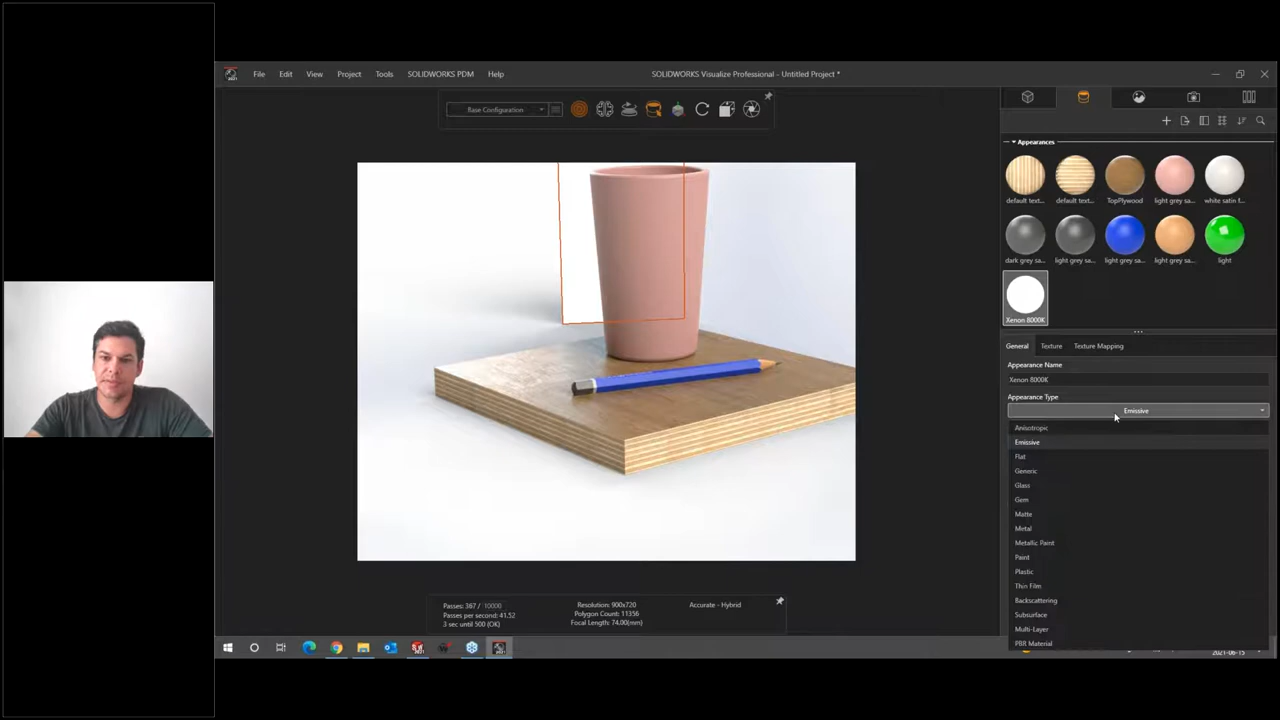 File Edit View Project Tools SOLIDWORKS PDM Help
SOLIDWORKS Visualize Professional - Untitled Project *
Base Configuration
Appearances
default text...
default text...
TopPlywood
light grey sa...
white satin f...
dark grey sa...
light grey sa...
light grey sa...
light grey sa...
light
Xenon 8000K
General Texture Texture Mapping
Appearance Name
Xenon 8000K
Appearance Type
Emissive
Anisotropic
Emissive
Flat
Generic
Glass
Gem
Matte
Metal
Metallic Paint
Paint
Plastic
Thin Film
Backscattering
Subsurface
Multi-Layer
PBR Material
Passes: 367 / 10000
Passes per second: 41.52
3 sec until 500 (OK)
Resolution: 900x720
Polygon Count: 11356
Focal Length: 74.00(mm)
Accurate - Hybrid
2021-06-15